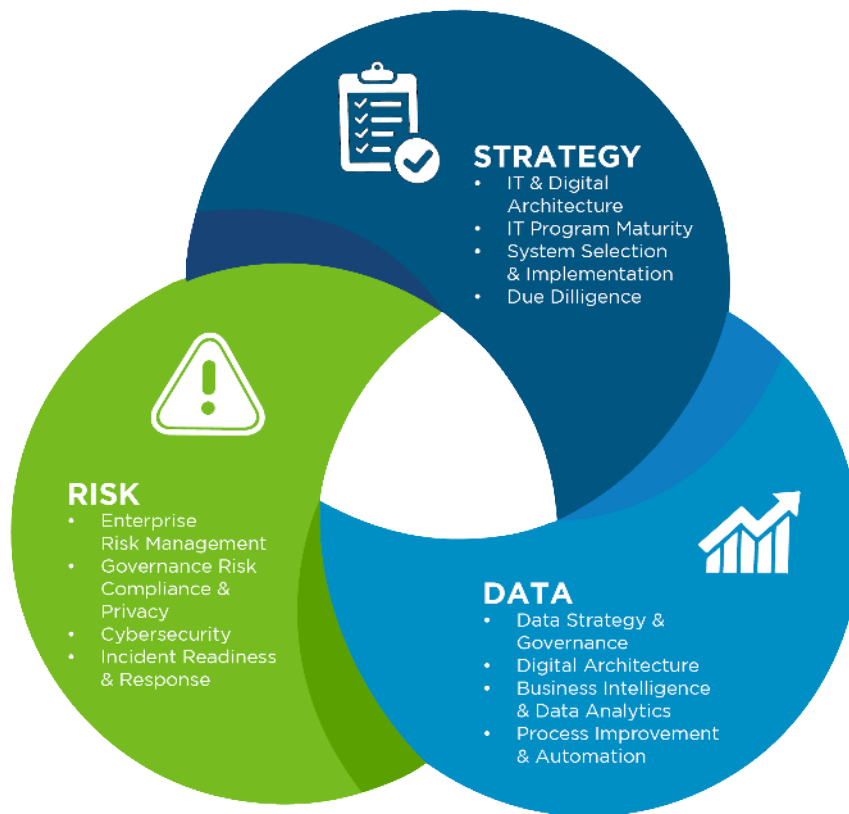 STRATEGY
• IT & Digital
Architecture
• IT Program Maturity
• System Selection
& Implementation
• Due Dilligence
RISK
• Enterprise
Risk Management
• Governance Risk
Compliance &
Privacy
• Cybersecurity
• Incident Readiness
& Response
DATA
• Data Strategy &
Governance
• Digital Architecture
• Business Intelligence
& Data Analytics
• Process Improvement
& Automation